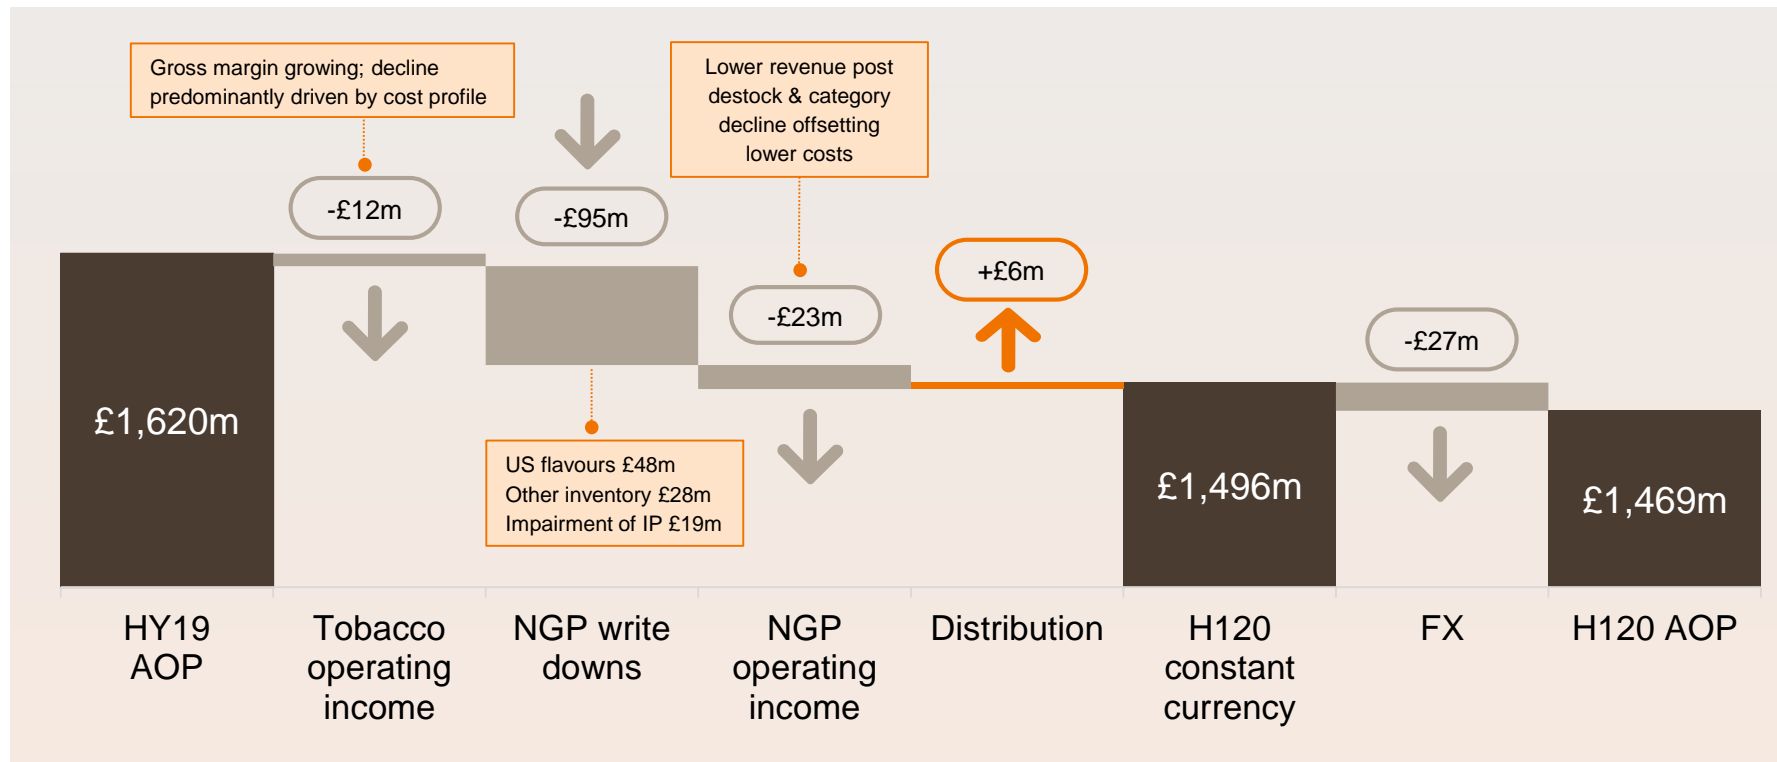 Gross margin growing; decline
predominantly driven by cost profile
Lower revenue post
destock & category
decline offsetting
lower costs
-£12m
-£95m
-£23m
+£6m
-£27m
£1,620m
US flavours £48m
Other inventory £28m
Impairment of IP £19m
£1,496m
£1,469m
HY19
AOP
Tobacco
operating
income
NGP write
downs
NGP
operating
income
Distribution
H120
constant
currency
FX
H120 AOP